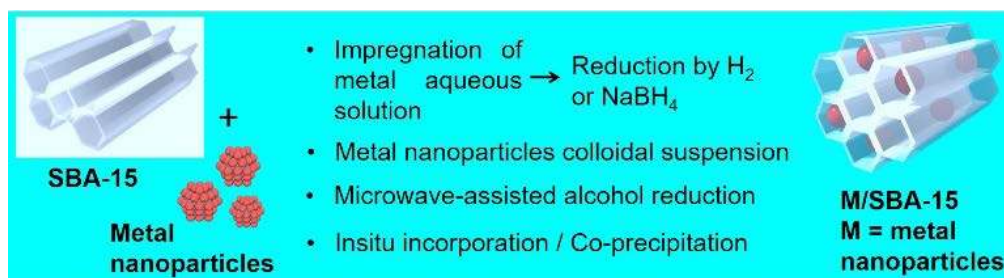 SBA-15
+
Metal
nanoparticles
• Impregnation of
metal aqueous
solution
→ Reduction by H₂
or NaBH₄
• Metal nanoparticles colloidal suspension
• Microwave-assisted alcohol reduction
• Insitu incorporation / Co-precipitation
M/SBA-15
M = metal
nanoparticles